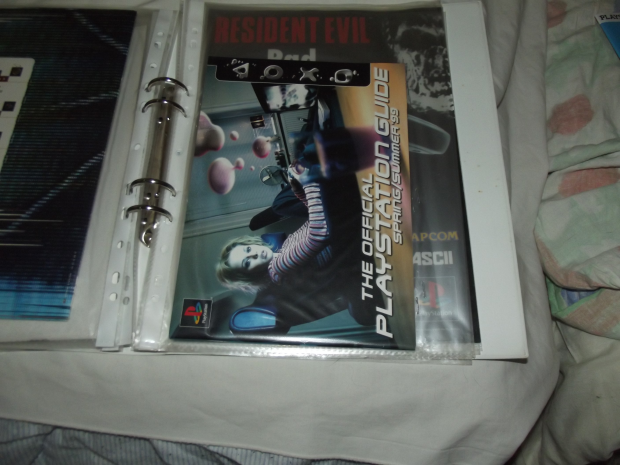 RESIDENT EVIL
Bad
THE OFFICIAL
PLAYSTATION GUIDE
SPRING/SUMMER '99
CAPCOM
ASCII